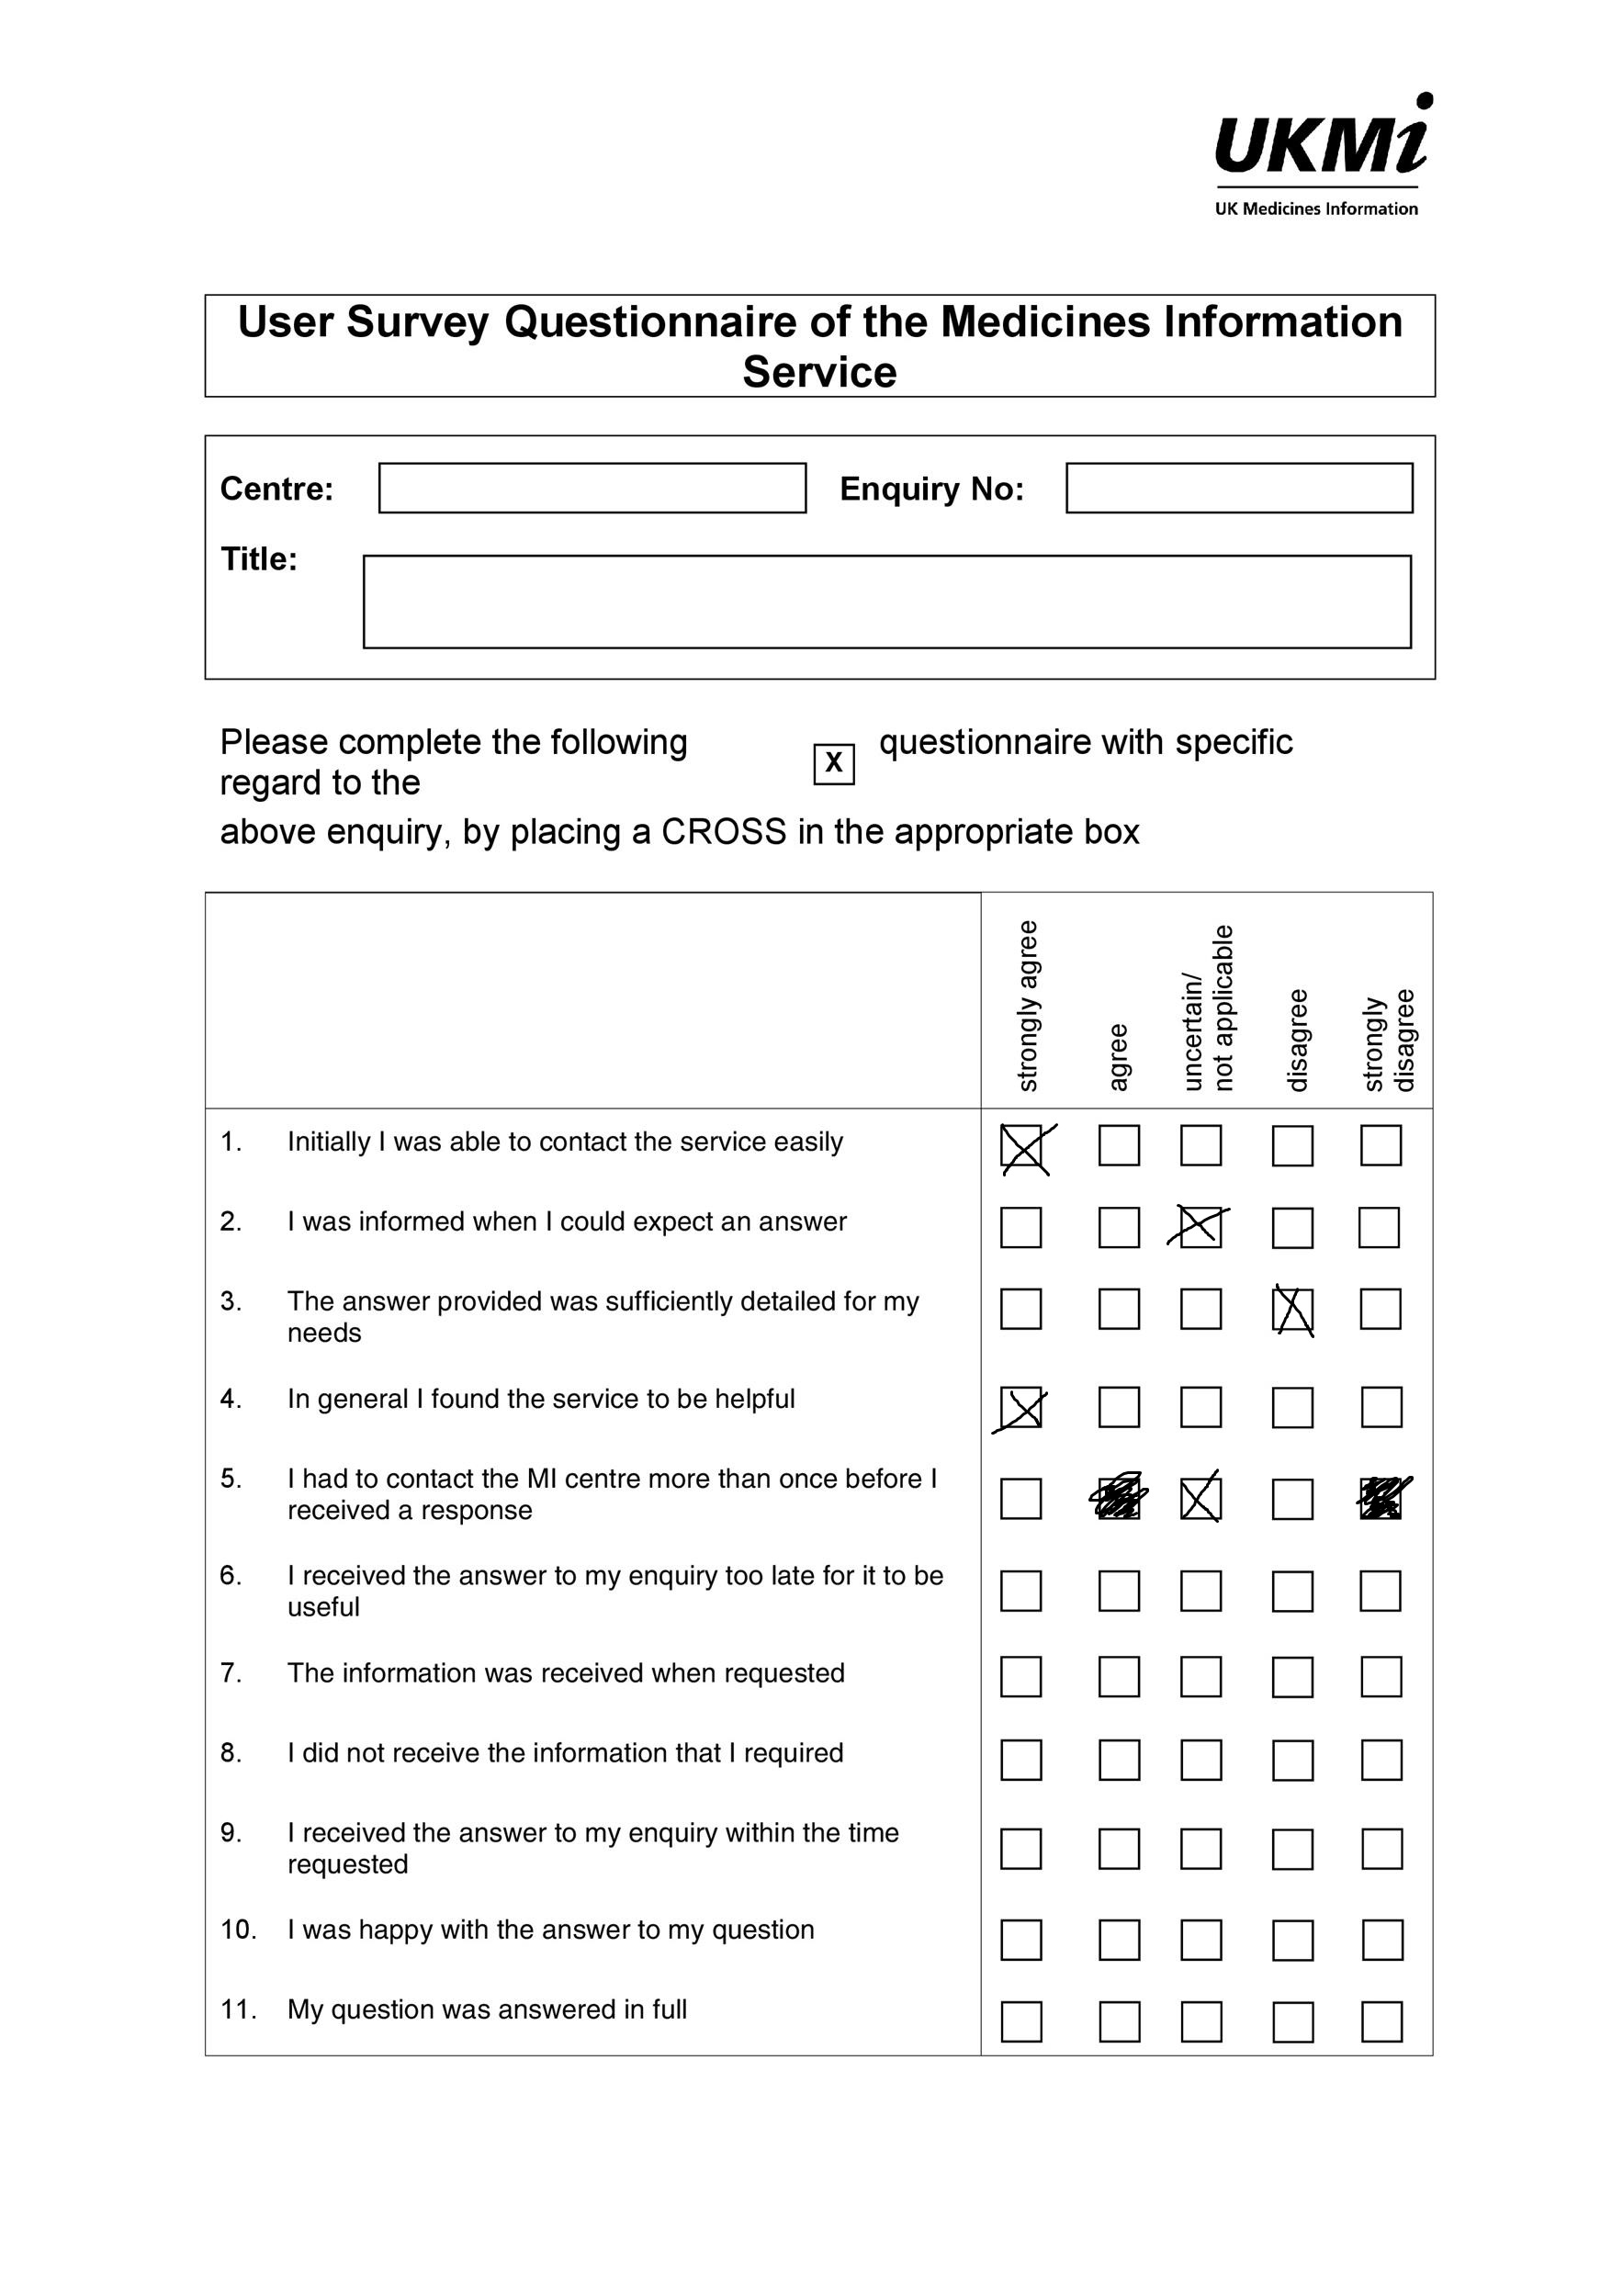 UKMi
UK Medicines Information
User Survey Questionnaire of the Medicines Information
Service
Centre:
Enquiry No:
Title:
Please complete the following X questionnaire with specific
regard to the
above enquiry, by placing a CROSS in the appropriate box
strongly agree
agree
uncertain/
not applicable
disagree
strongly
disagree
1. Initially I was able to contact the service easily
2. I was informed when I could expect an answer
3. The answer provided was sufficiently detailed for my
needs
4. In general I found the service to be helpful
5. I had to contact the MI centre more than once before I
received a response
6. I received the answer to my enquiry too late for it to be
useful
7. The information was received when requested
8. I did not receive the information that I required
9. I received the answer to my enquiry within the time
requested
10. I was happy with the answer to my question
11. My question was answered in full